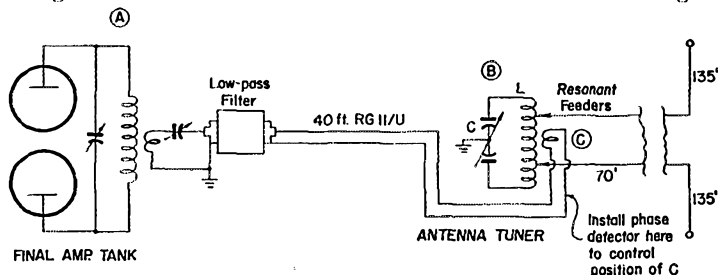 A
Low-pass
Filter
40 ft. RG 11/U
B
L
C
Resonant
Feeders
C
70'
135'
135'
Install phase
detector here
to control
position of C
FINAL AMP. TANK
ANTENNA TUNER